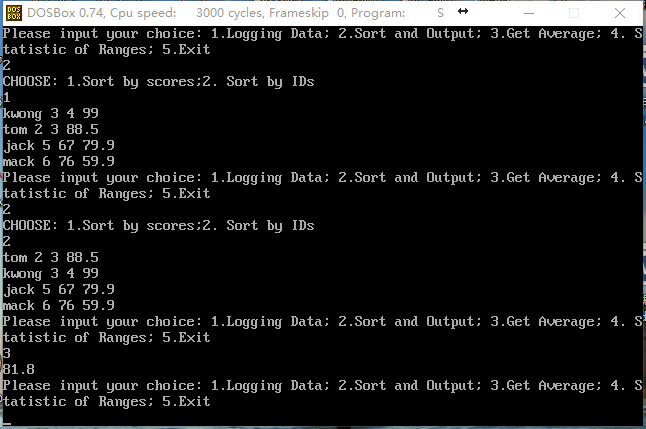 DOSBox 0.74, Cpu speed: 3000 cycles, Frameskip 0, Program: S
Please input your choice: 1.Logging Data; 2.Sort and Output; 3.Get Average; 4. S
tatistic of Ranges; 5.Exit
2
CHOOSE: 1.Sort by scores;2. Sort by IDs
1
kwong 3 4 99
tom 2 3 88.5
jack 5 67 79.9
mack 6 76 59.9
Please input your choice: 1.Logging Data; 2.Sort and Output; 3.Get Average; 4. S
tatistic of Ranges; 5.Exit
2
CHOOSE: 1.Sort by scores;2. Sort by IDs
2
tom 2 3 88.5
kwong 3 4 99
jack 5 67 79.9
mack 6 76 59.9
Please input your choice: 1.Logging Data; 2.Sort and Output; 3.Get Average; 4. S
tatistic of Ranges; 5.Exit
3
81.8
Please input your choice: 1.Logging Data; 2.Sort and Output; 3.Get Average; 4. S
tatistic of Ranges; 5.Exit